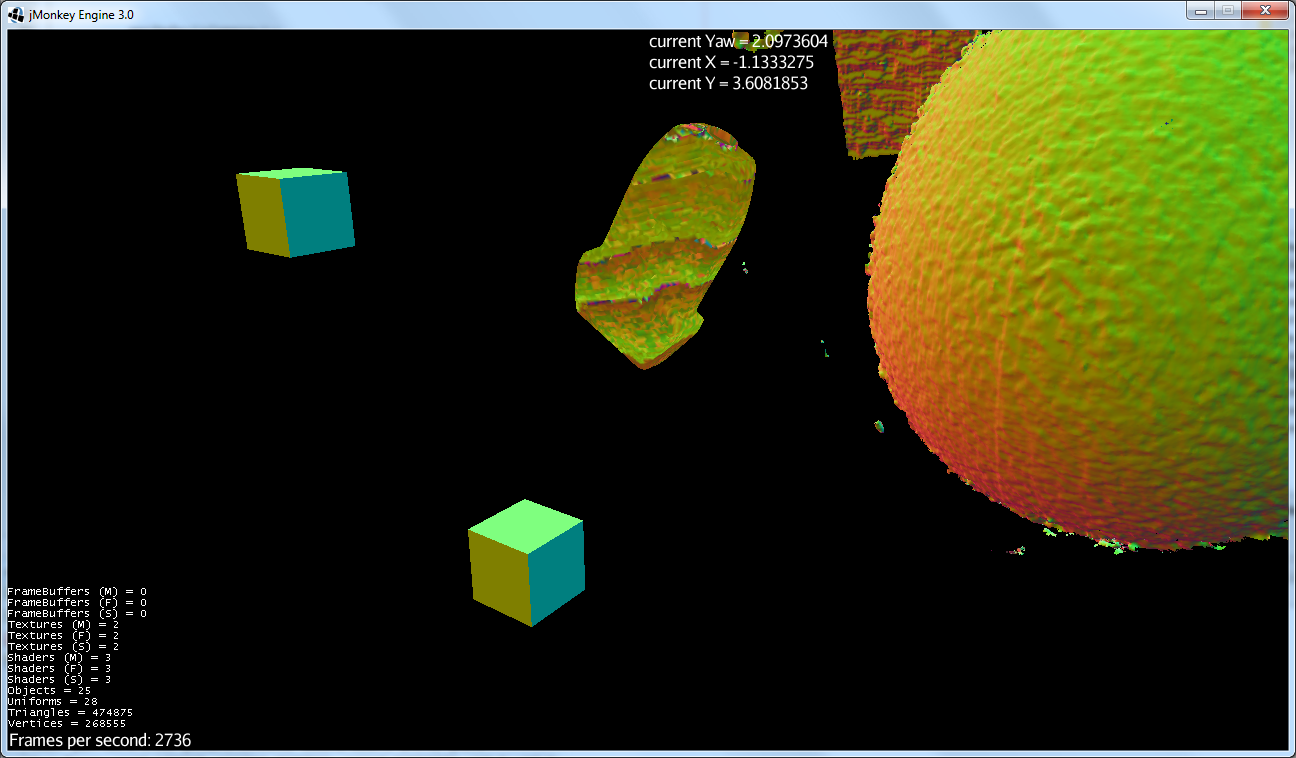 jMonkey Engine 3.0
current Yaw = 2.0973604
current X = -1.1333275
current Y = 3.6081853
FrameBuffers (M) = 0
FrameBuffers (F) = 0
FrameBuffers (S) = 0
Textures (M) = 2
Textures (F) = 2
Textures (S) = 2
Shaders (M) = 3
Shaders (F) = 3
Shaders (S) = 3
Objects = 25
Uniforms = 28
Triangles = 474875
Vertices = 268555
Frames per second: 2736